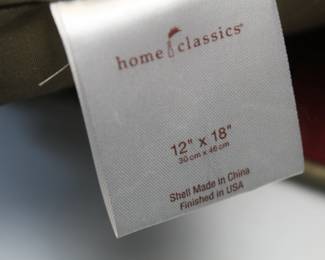 home classics®
12" x 18"
30 cm x 46 cm
Shell Made in China
Finished in USA